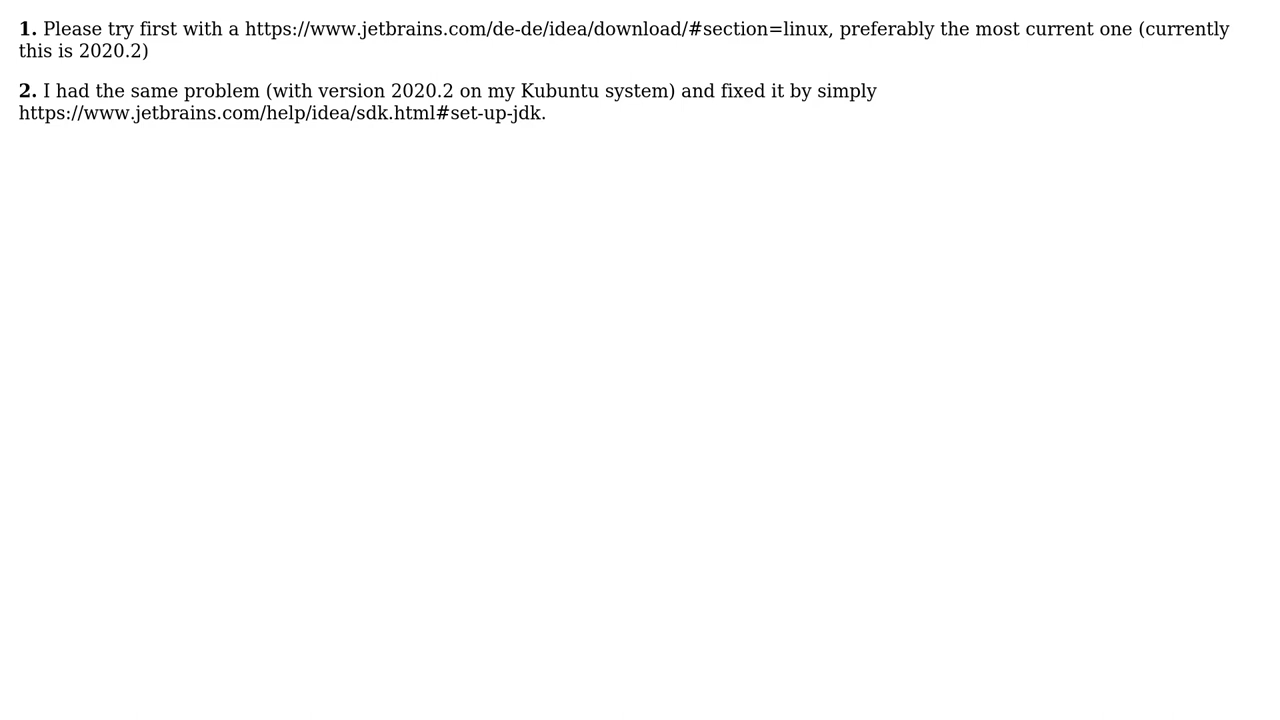 1. Please try first with a https://www.jetbrains.com/de-de/idea/download/#section=linux, preferably the most current one (currently
this is 2020.2)
2. I had the same problem (with version 2020.2 on my Kubuntu system) and fixed it by simply
https://www.jetbrains.com/help/idea/sdk.html#set-up-jdk.